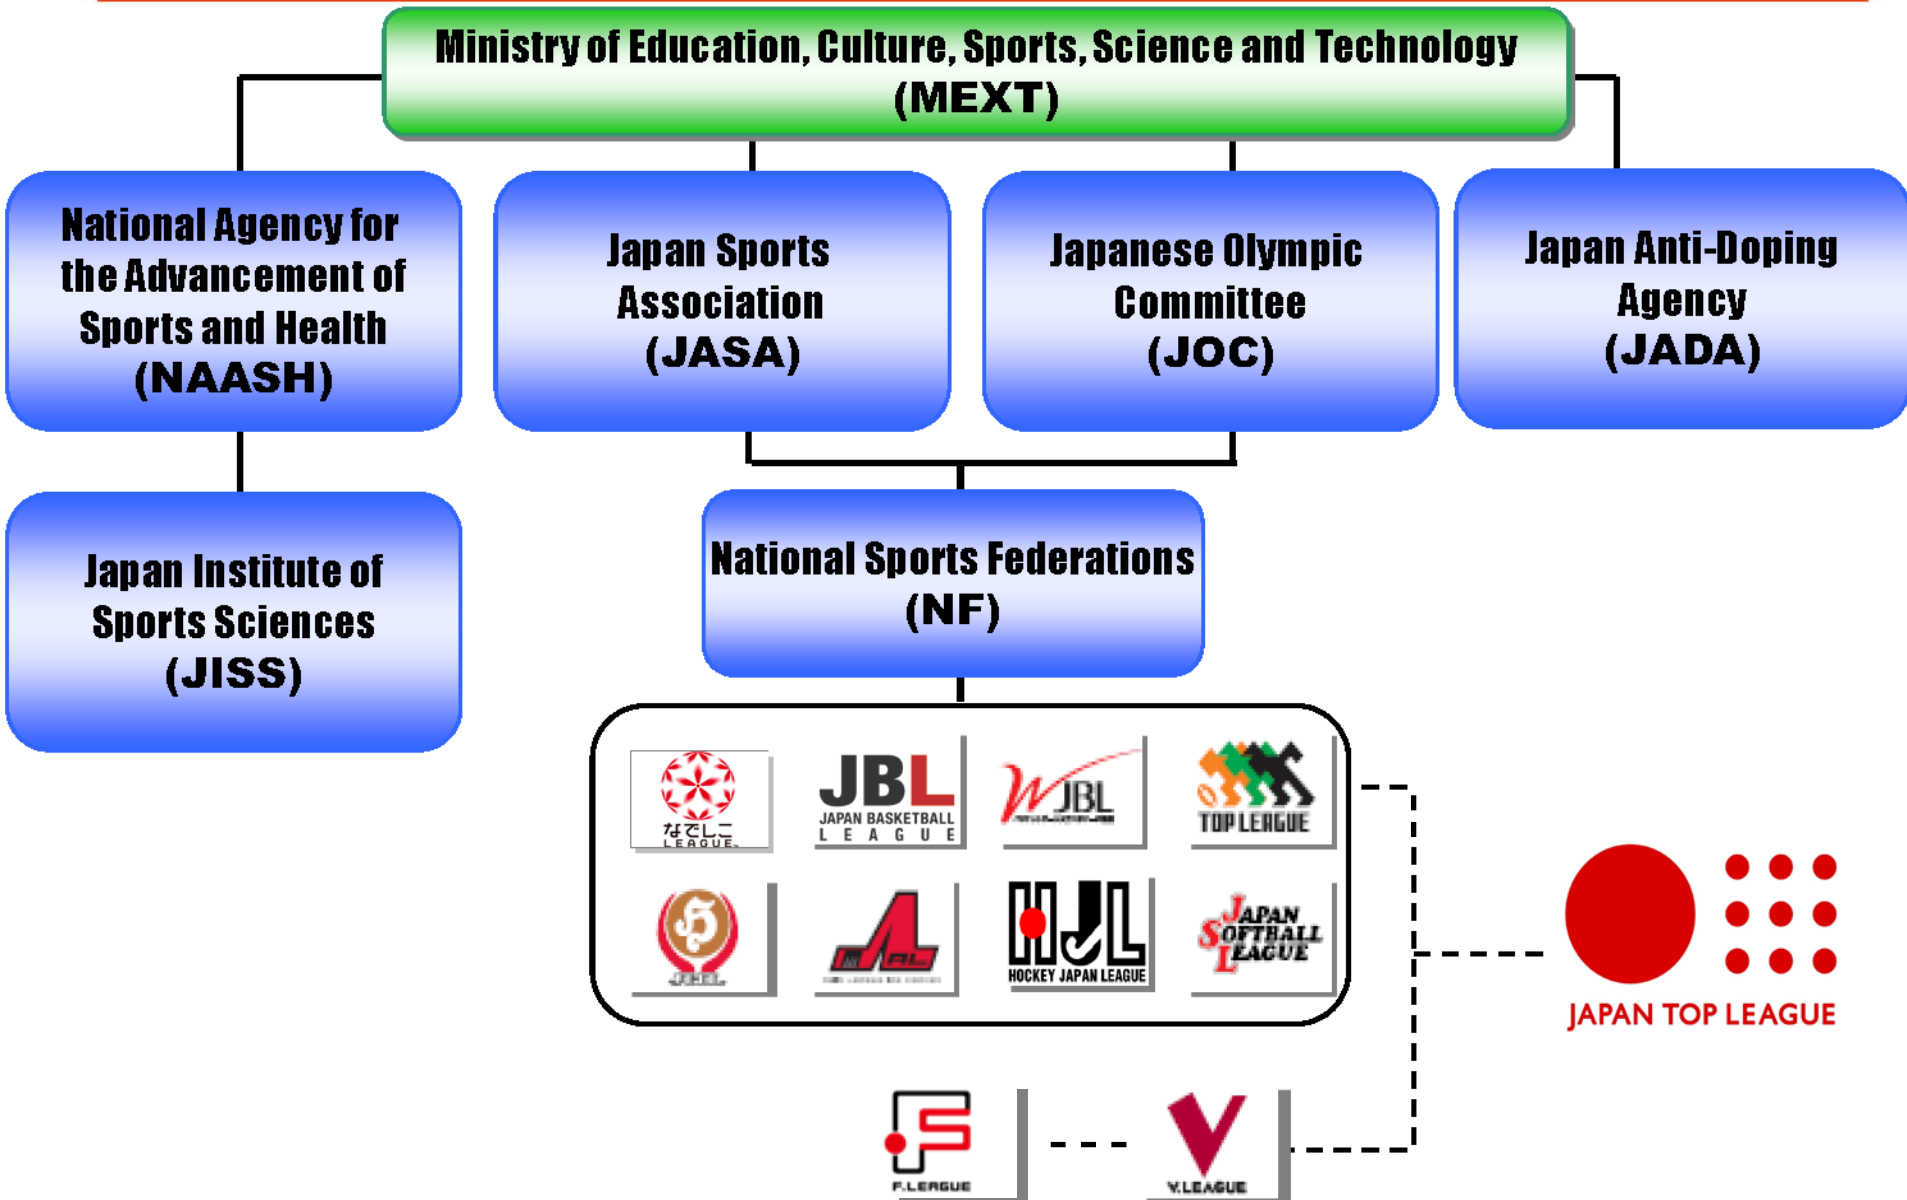 Ministry of Education, Culture, Sports, Science and Technology
(MEXT)
National Agency for
the Advancement of
Sports and Health
(NAASH)
Japan Sports
Association
(JASA)
Japanese Olympic
Committee
(JOC)
Japan Anti-Doping
Agency
(JADA)
Japan Institute of
Sports Sciences
(JISS)
National Sports Federations
(NF)
なでしこ
LEAGUE
JBL
JAPAN BASKETBALL
LEAGUE
WJBL
TOP LEAGUE
HJL
HOCKEY JAPAN LEAGUE
JAPAN
SOFTBALL
LEAGUE
JAPAN TOP LEAGUE
F.LEAGUE
V.LEAGUE